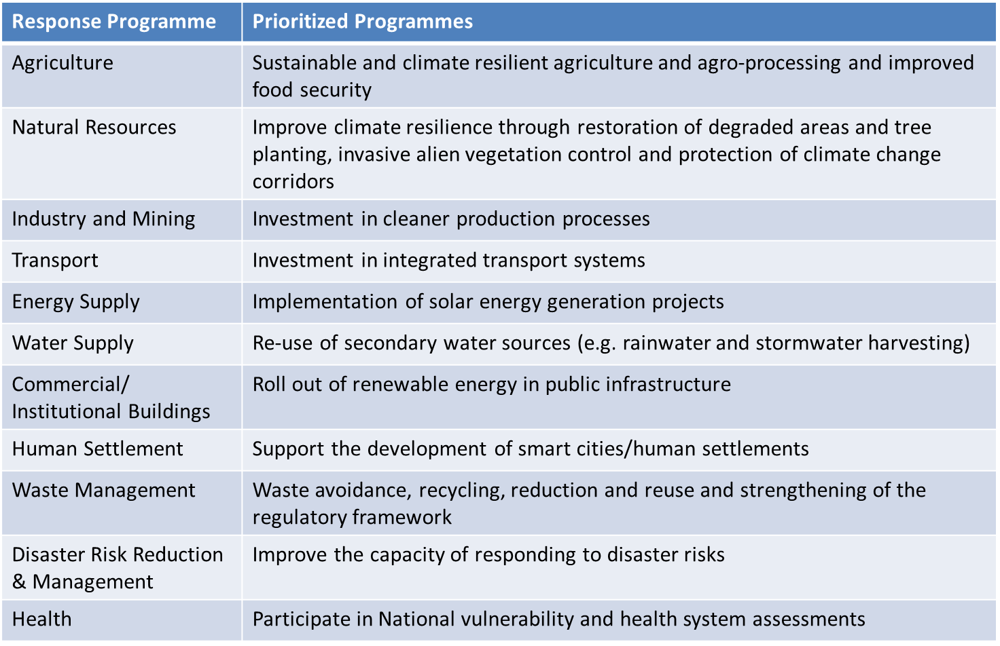 Response Programme
Prioritized Programmes
Agriculture
Sustainable and climate resilient agriculture and agro-processing and improved
food security
Natural Resources
Improve climate resilience through restoration of degraded areas and tree
planting, invasive alien vegetation control and protection of climate change
corridors
Industry and Mining
Investment in cleaner production processes
Transport
Investment in integrated transport systems
Energy Supply
Implementation of solar energy generation projects
Water Supply
Re-use of secondary water sources (e.g. rainwater and stormwater harvesting)
Commercial/
Institutional Buildings
Roll out of renewable energy in public infrastructure
Human Settlement
Support the development of smart cities/human settlements
Waste Management
Waste avoidance, recycling, reduction and reuse and strengthening of the
regulatory framework
Disaster Risk Reduction
& Management
Improve the capacity of responding to disaster risks
Health
Participate in National vulnerability and health system assessments